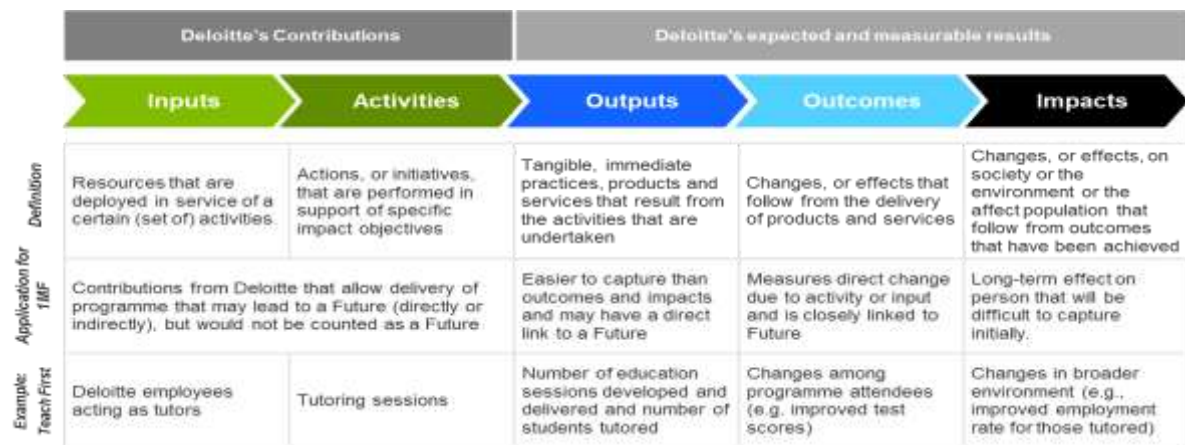 Deloitte's Contributions
Deloitte's expected and measurable results
Inputs
Activities
Outputs
Outcomes
Impacts
Definition
Resources that are
deployed in service of a
certain (set of) activities.
Actions, or initiatives,
that are performed in
support of specific
impact objectives
Tangible, immediate
practices, products and
services that result from
the activities that are
undertaken
Changes, or effects that
follow from the delivery
of products and services
Changes, or effects, on
society or the
environment or the
affect population that
follow from outcomes
that have been achieved
Application for
1MF
Contributions from Deloitte that allow delivery of
programme that may lead to a Future (directly or
indirectly), but would not be counted as a Future
Easier to capture than
outcomes and impacts
and may have a direct
link to a Future
Measures direct change
due to activity or input
and is closely linked to
Future
Long-term effect on
person that will be
difficult to capture
initially.
Example:
Teach First
Deloitte employees
acting as tutors
Tutoring sessions
Number of education
sessions developed and
delivered and number of
students tutored
Changes among
programme attendees
(e.g. improved test
scores)
Changes in broader
environment (e.g.,
improved employment
rate for those tutored)